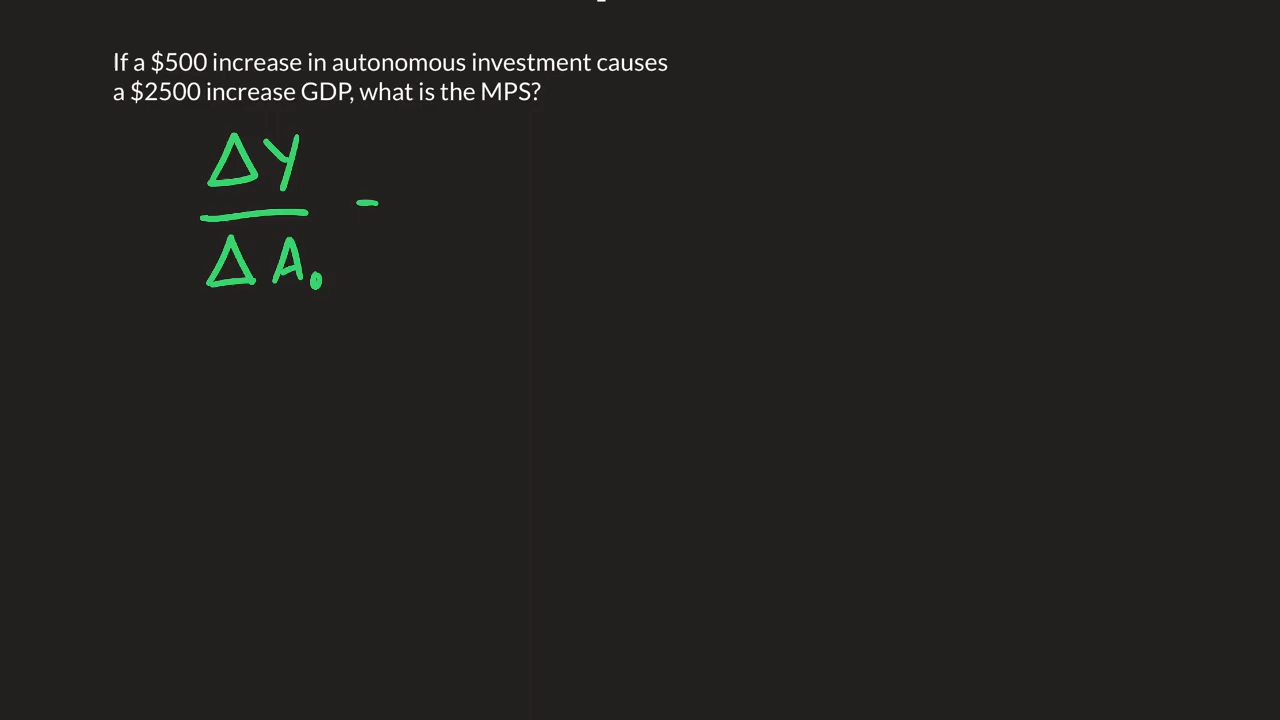 If a $500 increase in autonomous investment causes
a $2500 increase GDP, what is the MPS?
ΔY
ΔA₀
-